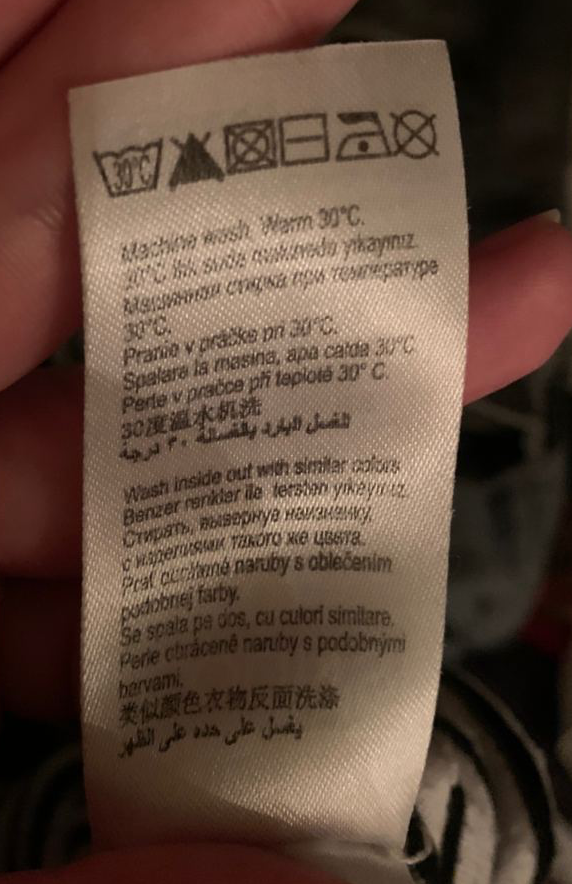 30°C
Machine wash. Warm 30°C.
30°C lık suda makinede yıkayınız.
Машинная стирка при температуре
30°C.
Pranie v práčke pri 30°C.
Spalare la masina, apa calda 30°C
Perte v pračce při teplotě 30° C.
30度温水机洗
الغسل البارد بالغسالة ٣٠ درجة
Wash inside out with similar colors
Benzer renkler ile tersten yıkayınız.
Стирать, вывернув наизнанку,
с изделиями такого же цвета.
Prať obrátené naruby s oblečením
podobnej farby.
Se spala pe dos, cu culori similare.
Perte obráceně naruby s podobnými
barvami.
类似颜色衣物反面洗涤
يغسل على حده على الظهر